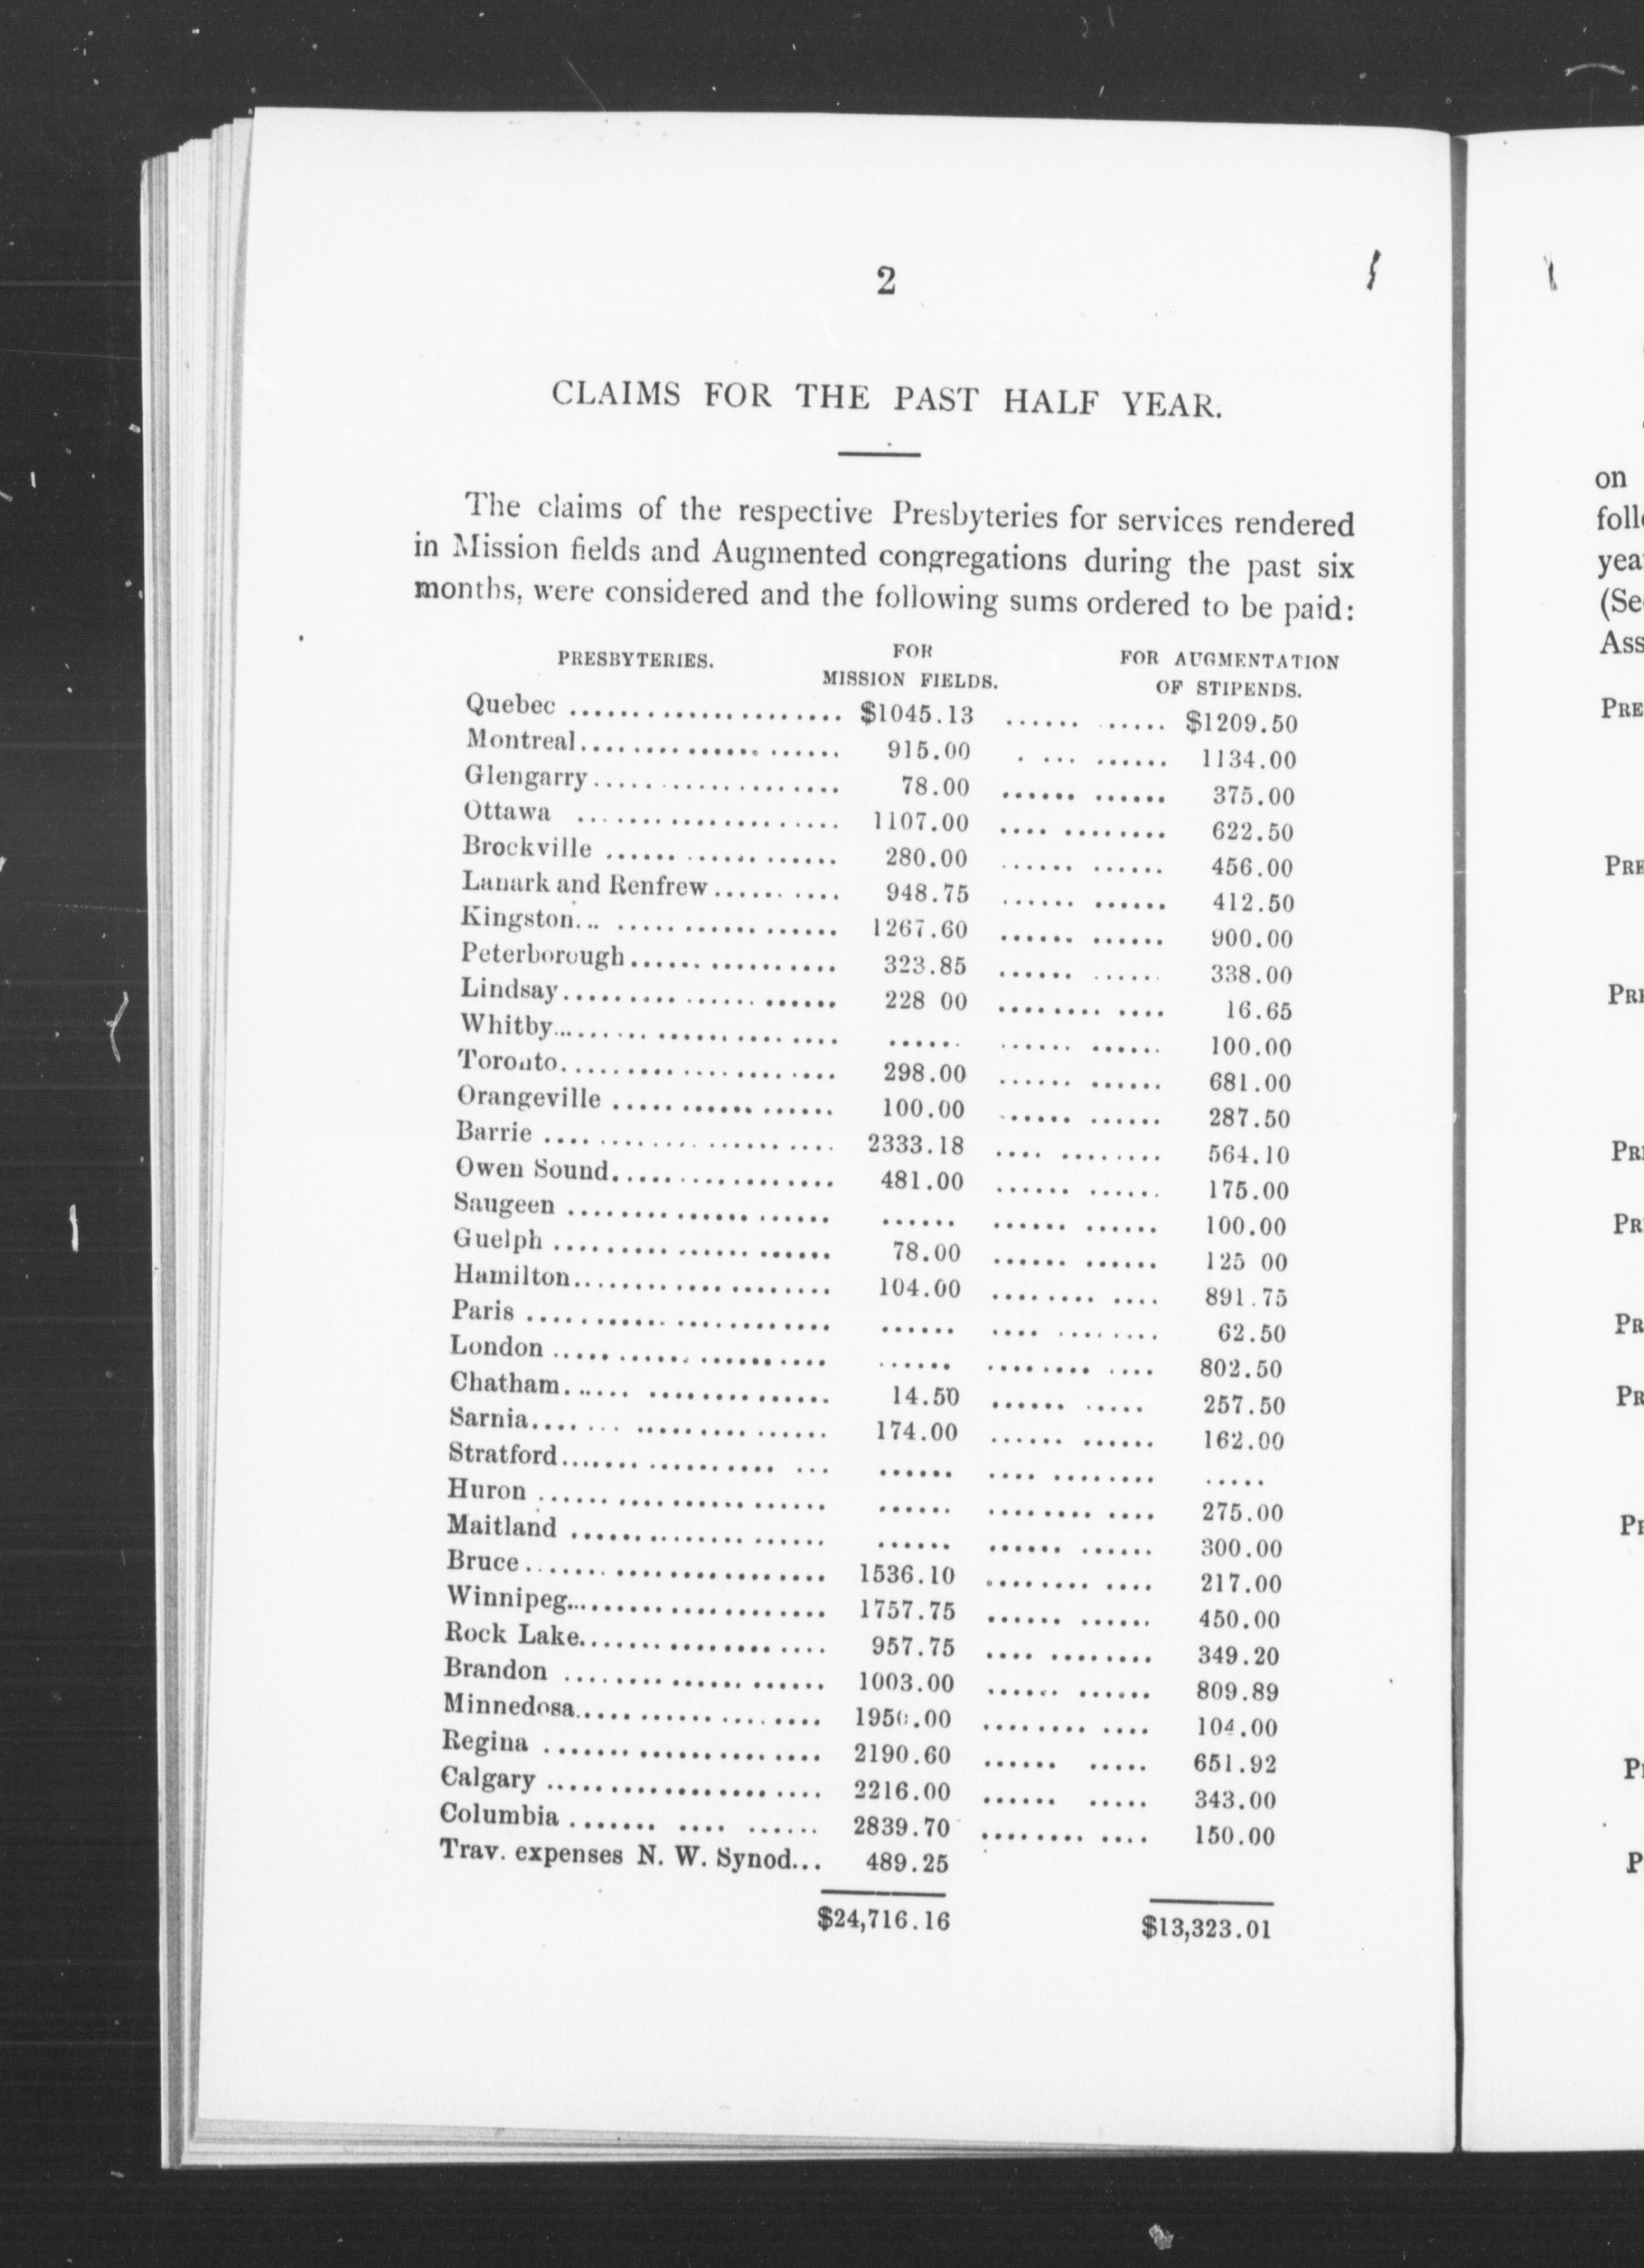 2
CLAIMS FOR THE PAST HALF YEAR.
The claims of the respective Presbyteries for services rendered
in Mission fields and Augmented congregations during the past six
months, were considered and the following sums ordered to be paid:
PRESBYTERIES. FOR MISSION FIELDS. FOR AUGMENTATION OF STIPENDS.
Quebec ...................... $1045.13 ...... ..... $1209.50
Montreal..................... 915.00 . ... ...... 1134.00
Glengarry.................... 78.00 ...... ...... 375.00
Ottawa ..................... 1107.00 .... ........ 622.50
Brockville ...... ...... ...... 280.00 ...... ...... 456.00
Lanark and Renfrew...... .... 948.75 ...... ...... 412.50
Kingston... ..... ...... ...... 1267.60 ...... ...... 900.00
Peterborough...... .......... 323.85 ...... ...... 338.00
Lindsay......... ...... ...... 228 00 ........ .... 16.65
Whitby........ ...... .... .... ...... ...... ...... 100.00
Toronto...................... 298.00 ...... ...... 681.00
Orangeville ..... ...... ...... 100.00 ...... ...... 287.50
Barrie .... ........ ...... .... 2333.18 .... ........ 564.10
Owen Sound.................. 481.00 ...... ...... 175.00
Saugeen ........ ...... ...... ...... ...... ...... 100.00
Guelph ......... ...... ...... 78.00 ...... ...... 125 00
Hamilton..................... 104.00 ........ .... 891.75
Paris ........... ............ ...... .... ........ 62.50
London ..... ...... .......... ...... ........ .... 802.50
Chatham...... .............. 14.50 ...... ..... 257.50
Sarnia.... ... ......... ...... 174.00 ...... ...... 162.00
Stratford....... .......... ... ...... .... ........ .....
Huron ...... .......... ...... ...... ........ .... 275.00
Maitland ...... ........ ...... ...... ...... ...... 300.00
Bruce....... ................. 1536.10 ........ .... 217.00
Winnipeg..................... 1757.75 ...... ...... 450.00
Rock Lake....... ........ .... 957.75 .... ........ 349.20
Brandon .... ...... ...... ...... 1003.00 ...... ...... 809.89
Minnedosa..... ...... .... .... 1950.00 ........ .... 104.00
Regina ....... ............... 2190.60 ...... ..... 651.92
Calgary ...................... 2216.00 ...... ..... 343.00
Columbia ....... .... ...... 2839.70 ........ .... 150.00
Trav. expenses N. W. Synod... 489.25
$24,716.16 $13,323.01
on
yea
(Se
Ass
PRE
PRE